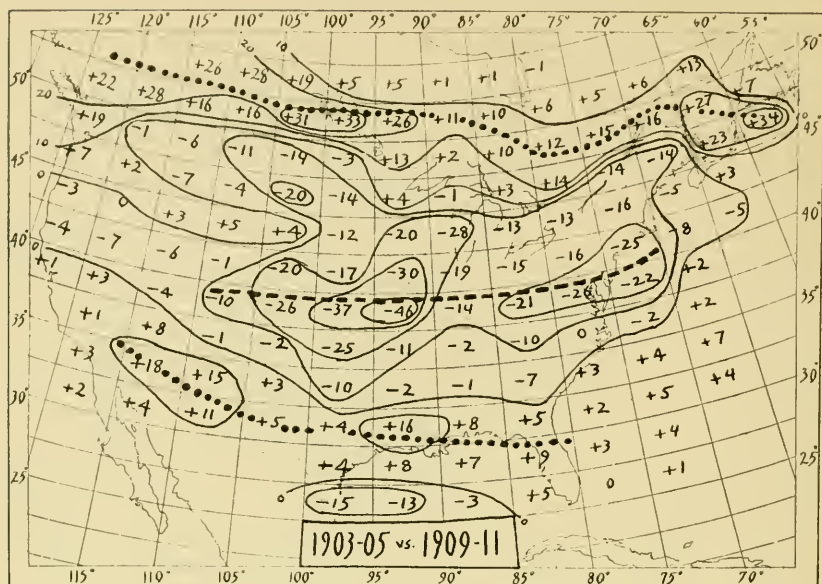 125° 120° 115° 110° 105° 100° 95° 90° 85° 80° 75° 70° 65° 60° 55°
20 10
50° +22 +26 +28 +19 +5 +5 +1 +1 -1 +6 +5 +6 +13 +7 50°
20 +19 +28 +16 +16 +31 +33 +26 +11 +10 +12 +15 +16 +27 +34
45° -1 -6 -11 -14 -3 +13 +2 +10 +14 -14 -14 +23 45°
10 +7 +2 -7 -4 -20 -14 +4 -1 +3 -13 -16 -5 +3
0 -3 0 +3 +5 +4 -12 -20 -28 -13 -16 -25 -8 -5
40° -4 -7 -6 -1 -20 -17 -30 -19 -15 -22 +2 40°
0 +1 +3 -4 -10 -26 -37 -46 -14 -21 -26 -2 +2
35° +1 +8 -1 -2 -25 -11 -2 -10 0 +4 +7 35°
+3 +18 +15 +3 -10 -2 -1 -7 +3 +5 +4
30° +2 +4 +11 +5 +4 +16 +8 +5 +2 +4 30°
+4 +8 +7 +9 +3 +1
25° 0 -15 -13 -3 +5 0 25°
0
1903-05 vs. 1909-11
115° 110° 105° 100° 95° 90° 85° 80° 75° 70°